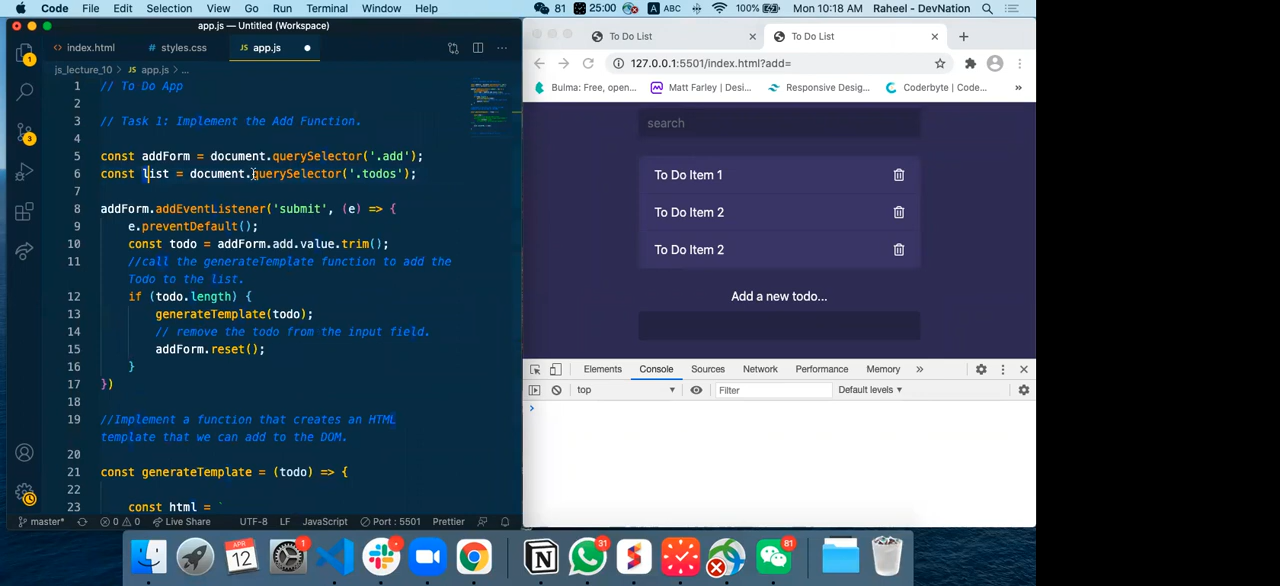 Code File Edit Selection View Go Run Terminal Window Help 81 25:00 A ABC 100% Mon 10:18 AM Raheel - DevNation
app.js — Untitled (Workspace)
index.html styles.css JS app.js
js_lecture_10 > JS app.js > ...
1 // To Do App
2
3 // Task 1: Implement the Add Function.
4
5 const addForm = document.querySelector('.add');
6 const list = document.querySelector('.todos');
7
8 addForm.addEventListener('submit', (e) => {
9 e.preventDefault();
10 const todo = addForm.add.value.trim();
11 //call the generateTemplate function to add the
Todo to the list.
12 if (todo.length) {
13 generateTemplate(todo);
14 // remove the todo from the input field.
15 addForm.reset();
16 }
17 })
18
19 //Implement a function that creates an HTML
template that we can add to the DOM.
20
21 const generateTemplate = (todo) => {
22
23 const html = `
1
3
master* 0 0 Live Share UTF-8 LF JavaScript Port : 5501 Prettier
To Do List To Do List
127.0.0.1:5501/index.html?add=
Bulma: Free, open... Matt Farley | Desi... Responsive Desig... Coderbyte | Code... »
search
To Do Item 1
To Do Item 2
To Do Item 2
Add a new todo...
Elements Console Sources Network Performance Memory »
top Filter Default levels
APR 12 1 31 81